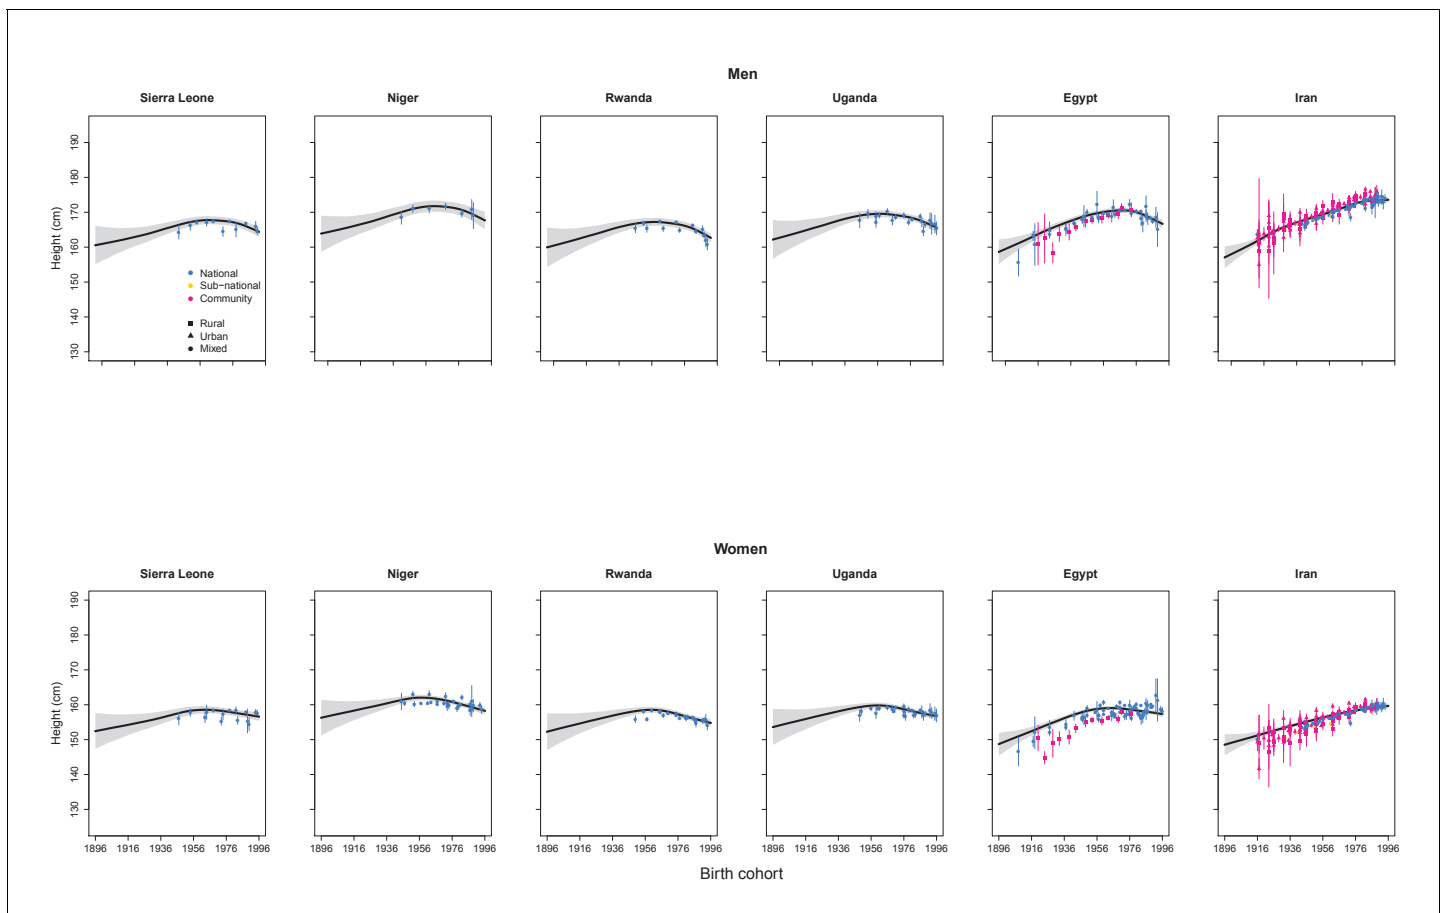 Men
Sierra Leone Niger Rwanda Uganda Egypt Iran
190
180
170
160
150
140
130
Height (cm)
National
Sub−national
Community
Rural
Urban
Mixed
Women
Sierra Leone Niger Rwanda Uganda Egypt Iran
190
180
170
160
150
140
130
Height (cm)
1896 1916 1936 1956 1976 1996 1896 1916 1936 1956 1976 1996 1896 1916 1936 1956 1976 1996 1896 1916 1936 1956 1976 1996 1896 1916 1936 1956 1976 1996 1896 1916 1936 1956 1976 1996
Birth cohort